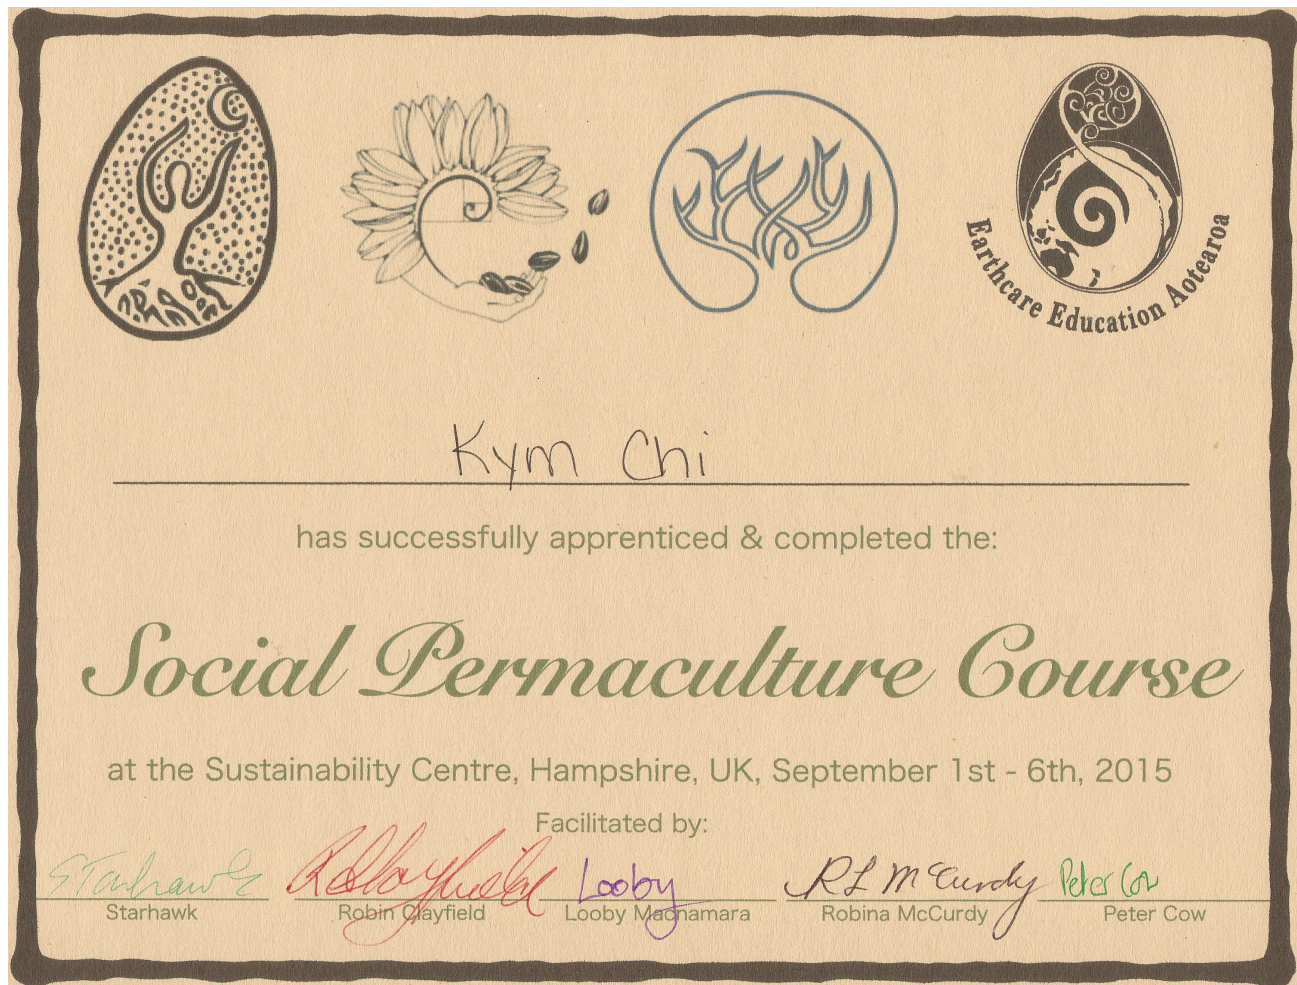 Earthcare Education Aotearoa
Kym Chi
has successfully apprenticed & completed the:
Social Permaculture Course
at the Sustainability Centre, Hampshire, UK, September 1st - 6th, 2015
Facilitated by:
Starhawk Looby RL McCurdy Peter Cow
Starhawk Robin Clayfield Looby Macnamara Robina McCurdy Peter Cow